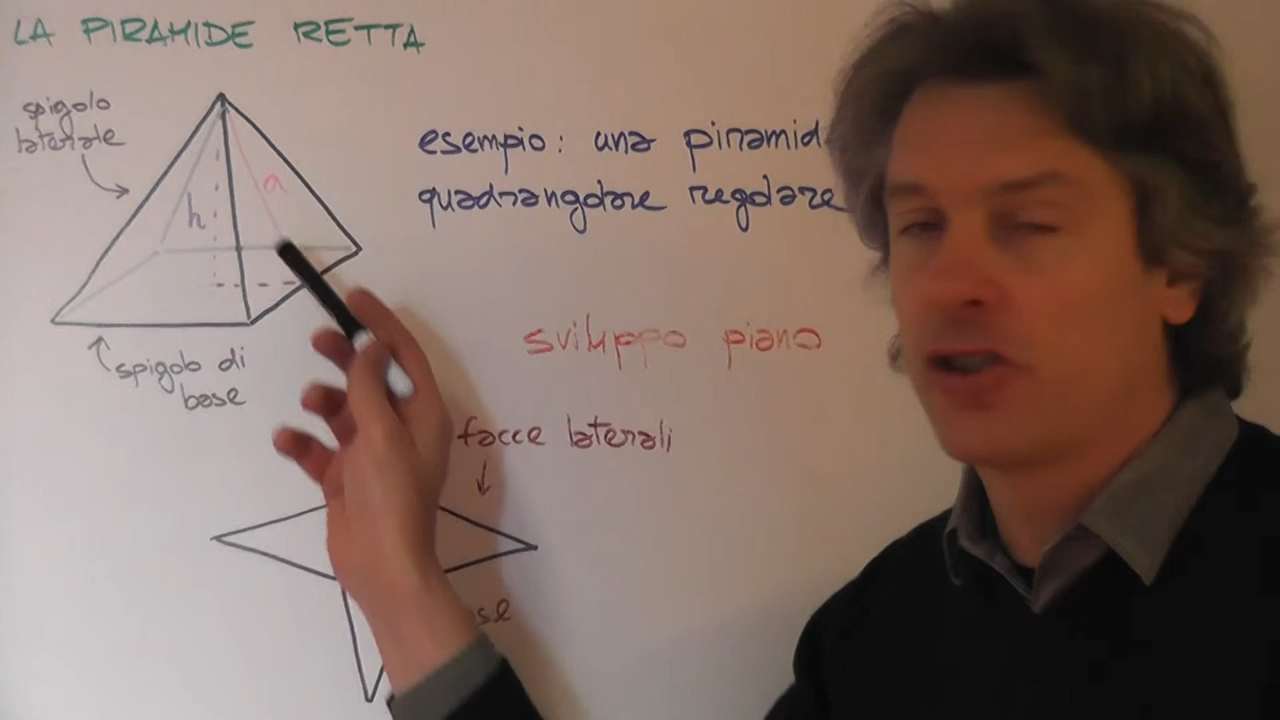 LA PIRAMIDE RETTA
spigolo
laterale
h
a
spigolo di
base
esempio: una piramid
quadrangolare regolare
sviluppo piano
facce laterali
se